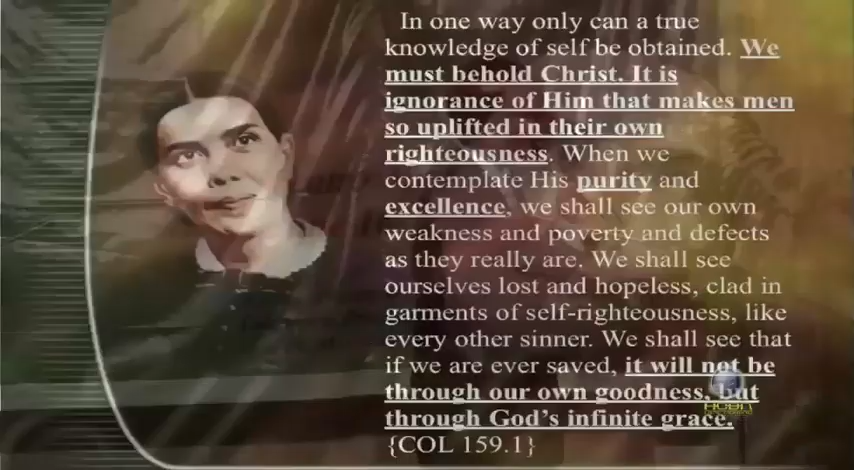 In one way only can a true
knowledge of self be obtained. We
must behold Christ. It is
ignorance of Him that makes men
so uplifted in their own
righteousness. When we
contemplate His purity and
excellence, we shall see our own
weakness and poverty and defects
as they really are. We shall see
ourselves lost and hopeless, clad in
garments of self-righteousness, like
every other sinner. We shall see that
if we are ever saved, it will not be
through our own goodness, but
through God’s infinite grace.
{COL 159.1}